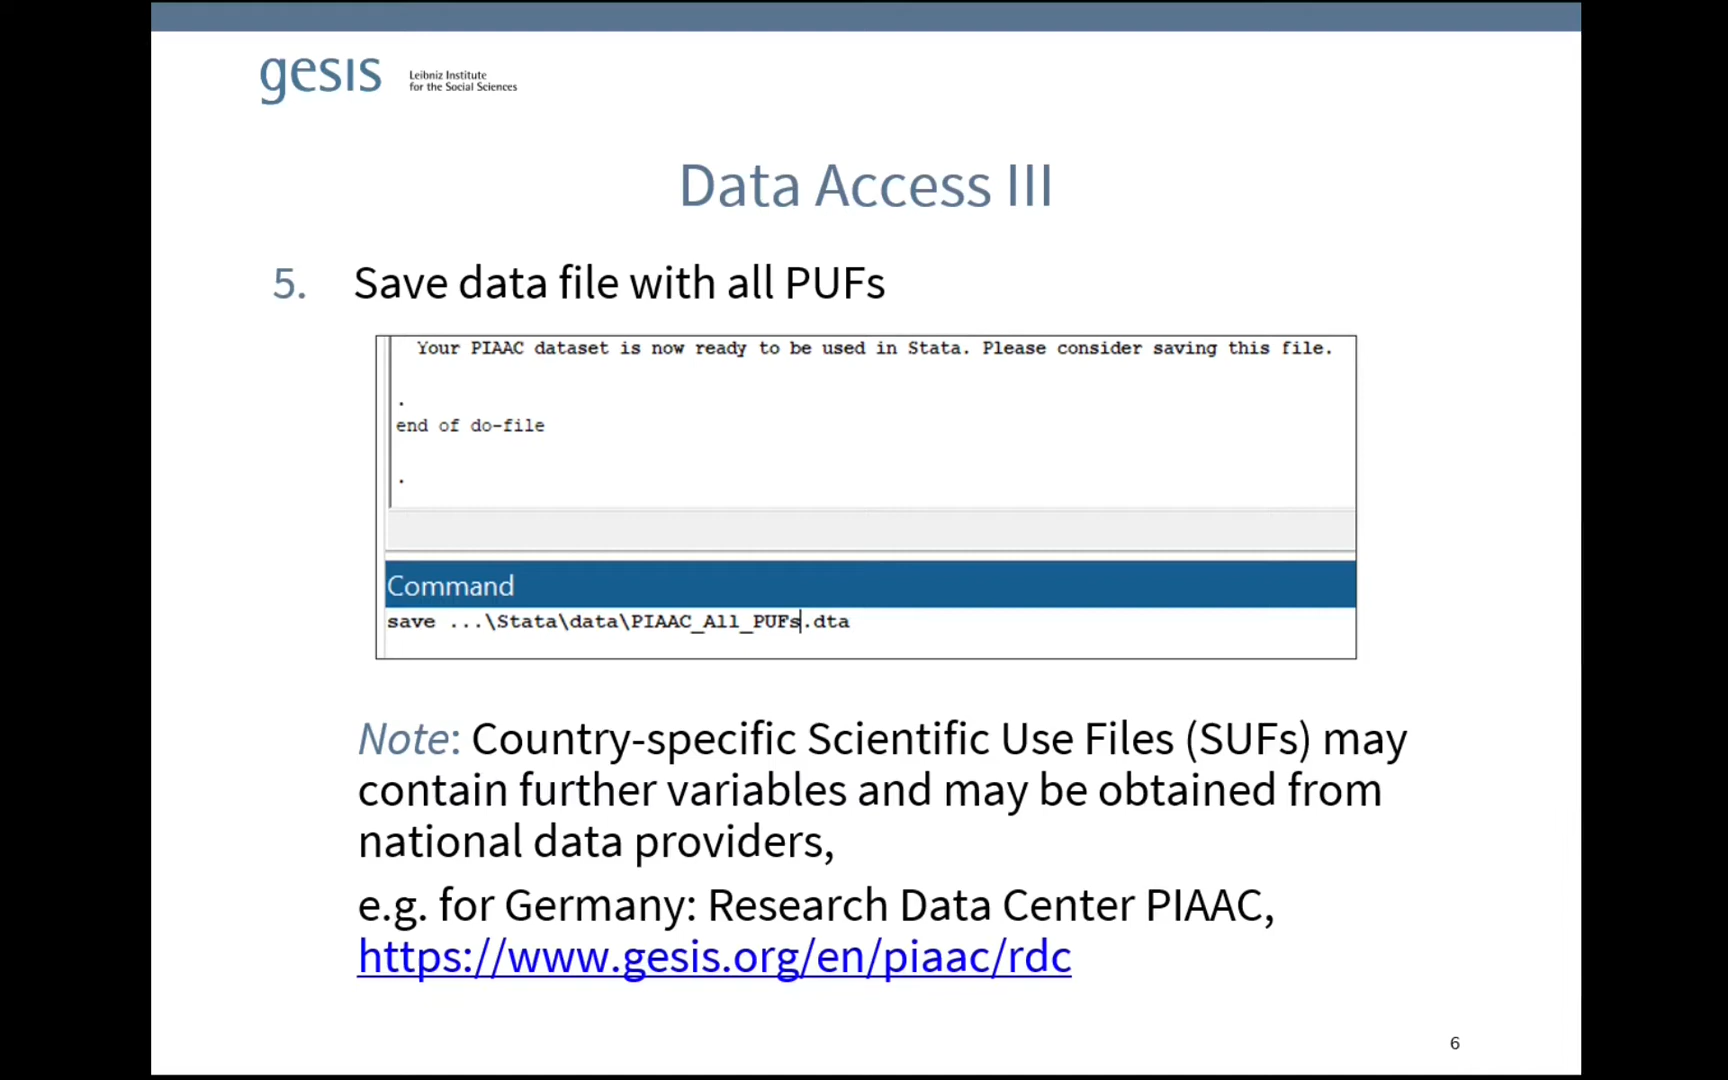 gesis
Leibniz Institute
for the Social Sciences
Data Access III
5. Save data file with all PUFs
Your PIAAC dataset is now ready to be used in Stata. Please consider saving this file.
.
end of do-file
.
Command
save ...\Stata\data\PIAAC_All_PUFs.dta
Note: Country-specific Scientific Use Files (SUFs) may
contain further variables and may be obtained from
national data providers,
e.g. for Germany: Research Data Center PIAAC,
https://www.gesis.org/en/piaac/rdc
6